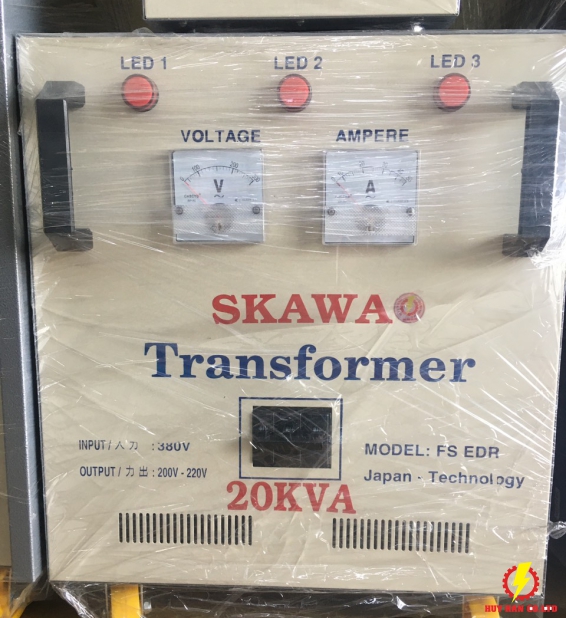 LED 1 LED 2 LED 3
VOLTAGE AMPERE
V A
SKAWA
Transformer
INPUT/ 人 力 : 380V MODEL: FS EDR
OUTPUT/ 力 出 : 200V - 220V Japan - Technology
20KVA